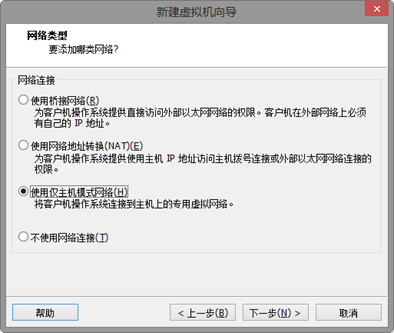 新建虚拟机向导
网络类型
要添加哪类网络?
网络连接
使用桥接网络(R)
为客户机操作系统提供直接访问外部以太网网络的权限。客户机在外部网络上必须
有自己的 IP 地址。
使用网络地址转换(NAT)(E)
为客户机操作系统提供使用主机 IP 地址访问主机拨号连接或外部以太网网络连接的
权限。
使用仅主机模式网络(H)
将客户机操作系统连接到主机上的专用虚拟网络。
不使用网络连接(T)
帮助
< 上一步(B)
下一步(N) >
取消